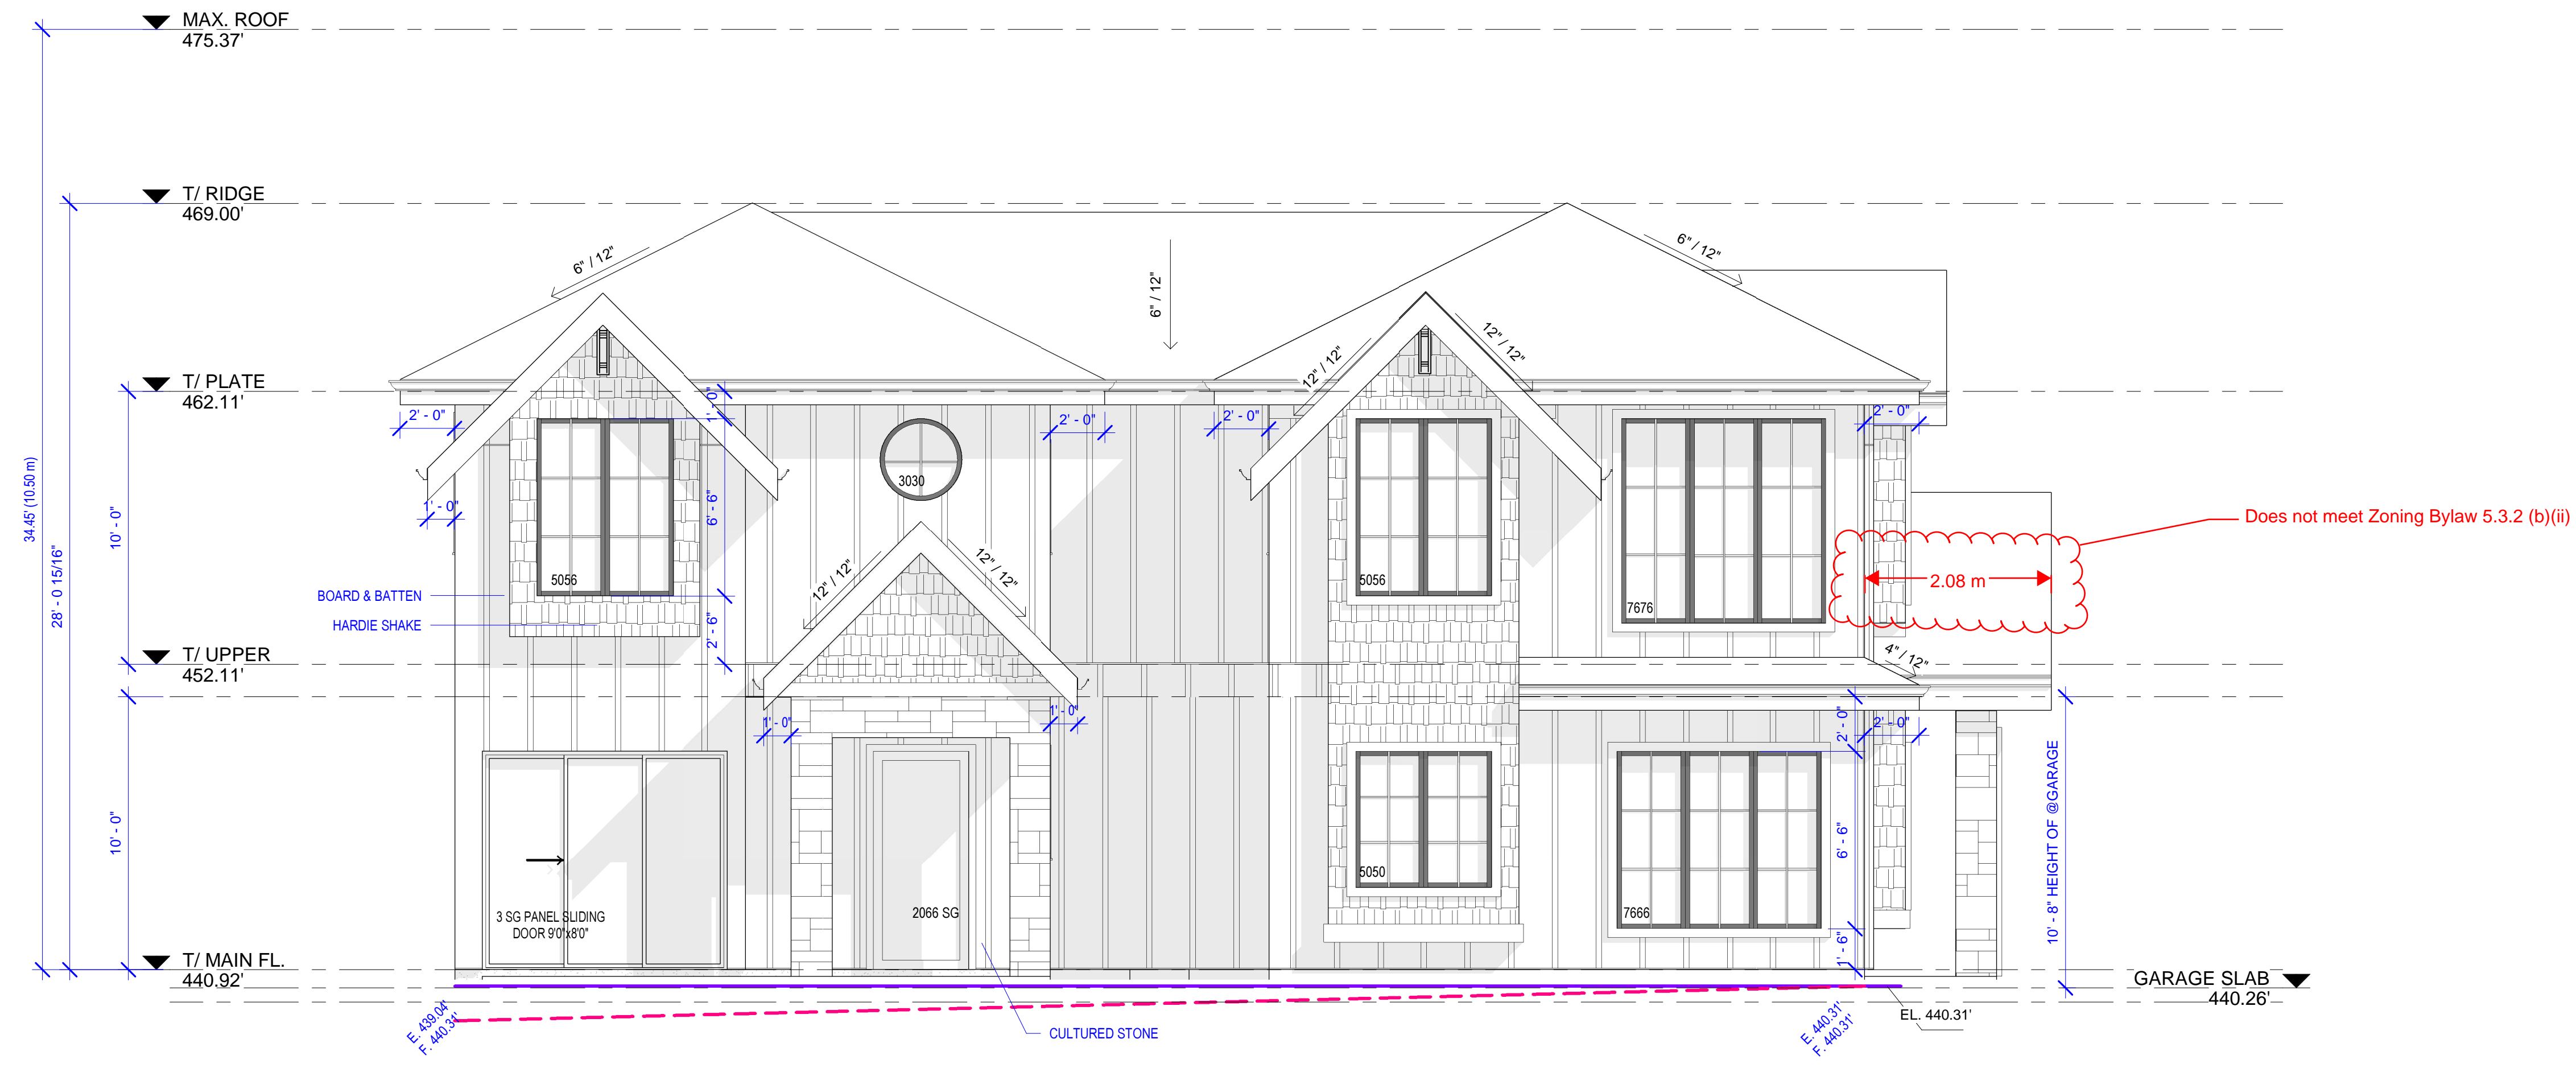 MAX. ROOF
475.37'
T/ RIDGE
469.00'
6" / 12"
6" / 12"
6" / 12"
12" / 12"
12" / 12"
T/ PLATE
462.11'
2' - 0"
1' - 0"
2' - 0"
2' - 0"
2' - 0"
34.45' (10.50 m)
28' - 0 15/16"
10' - 0"
1' - 0"
3030
6' - 6"
Does not meet Zoning Bylaw 5.3.2 (b)(ii)
5056
5056
7676
2.08 m
BOARD & BATTEN
HARDIE SHAKE
12" / 12"
12" / 12"
2' - 6"
T/ UPPER
452.11'
4" / 12"
1' - 0"
1' - 0"
2' - 0"
2' - 0"
10' - 0"
6' - 6"
10' - 8" HEIGHT OF @GARAGE
5050
7666
3 SG PANEL SLIDING
DOOR 9'0"x8'0"
2066 SG
1' - 6"
T/ MAIN FL.
440.92'
GARAGE SLAB
440.26'
E. 439.04'
F. 440.31'
CULTURED STONE
E. 440.31'
F. 440.31'
EL. 440.31'